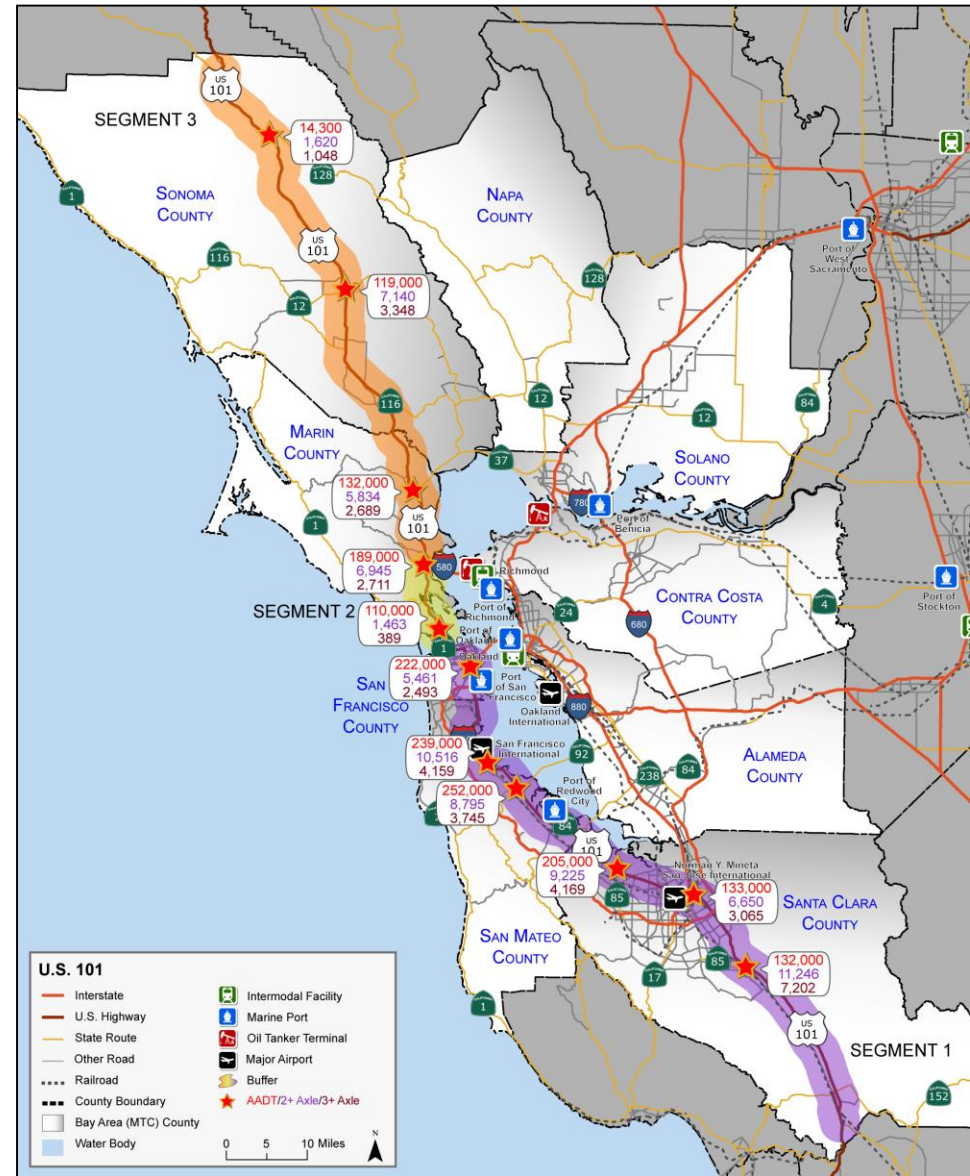 US
101
SEGMENT 3
14,300
1,620
1,048
CALIFORNIA
128
CALIFORNIA
1
SONOMA
COUNTY
NAPA
COUNTY
Port of
West
Sacramento
US
101
116
128
119,000
7,140
3,348
12
116
12
12
84
MARIN
COUNTY
37
SOLANO
COUNTY
132,000
5,834
2,689
780
Port of
Benicia
1
US
101
189,000
6,945
2,711
580
Richmond
Port of
Richmond
CONTRA COSTA
COUNTY
4
Port of
Stockton
SEGMENT 2
24
680
110,000
1,463
389
1
Port of
Oakland
Oakland
222,000
5,461
2,493
Port
of San
Francisco
SAN
FRANCISCO
COUNTY
Oakland
International
880
San Francisco
International
239,000
10,516
4,159
92
238
84
ALAMEDA
COUNTY
252,000
8,795
3,745
Port of
Redwood
City
84
US
101
205,000
9,225
4,169
Norman Y. Mineta
San Jose International
85
133,000
6,650
3,065
SANTA CLARA
COUNTY
SAN MATEO
COUNTY
85
132,000
11,246
7,202
17
1
US
101
SEGMENT 1
152
U.S. 101
Interstate
U.S. Highway
State Route
Other Road
Railroad
County Boundary
Bay Area (MTC) County
Water Body
Intermodal Facility
Marine Port
Oil Tanker Terminal
Major Airport
Buffer
AADT/2+ Axle/3+ Axle
0 5 10 Miles
N